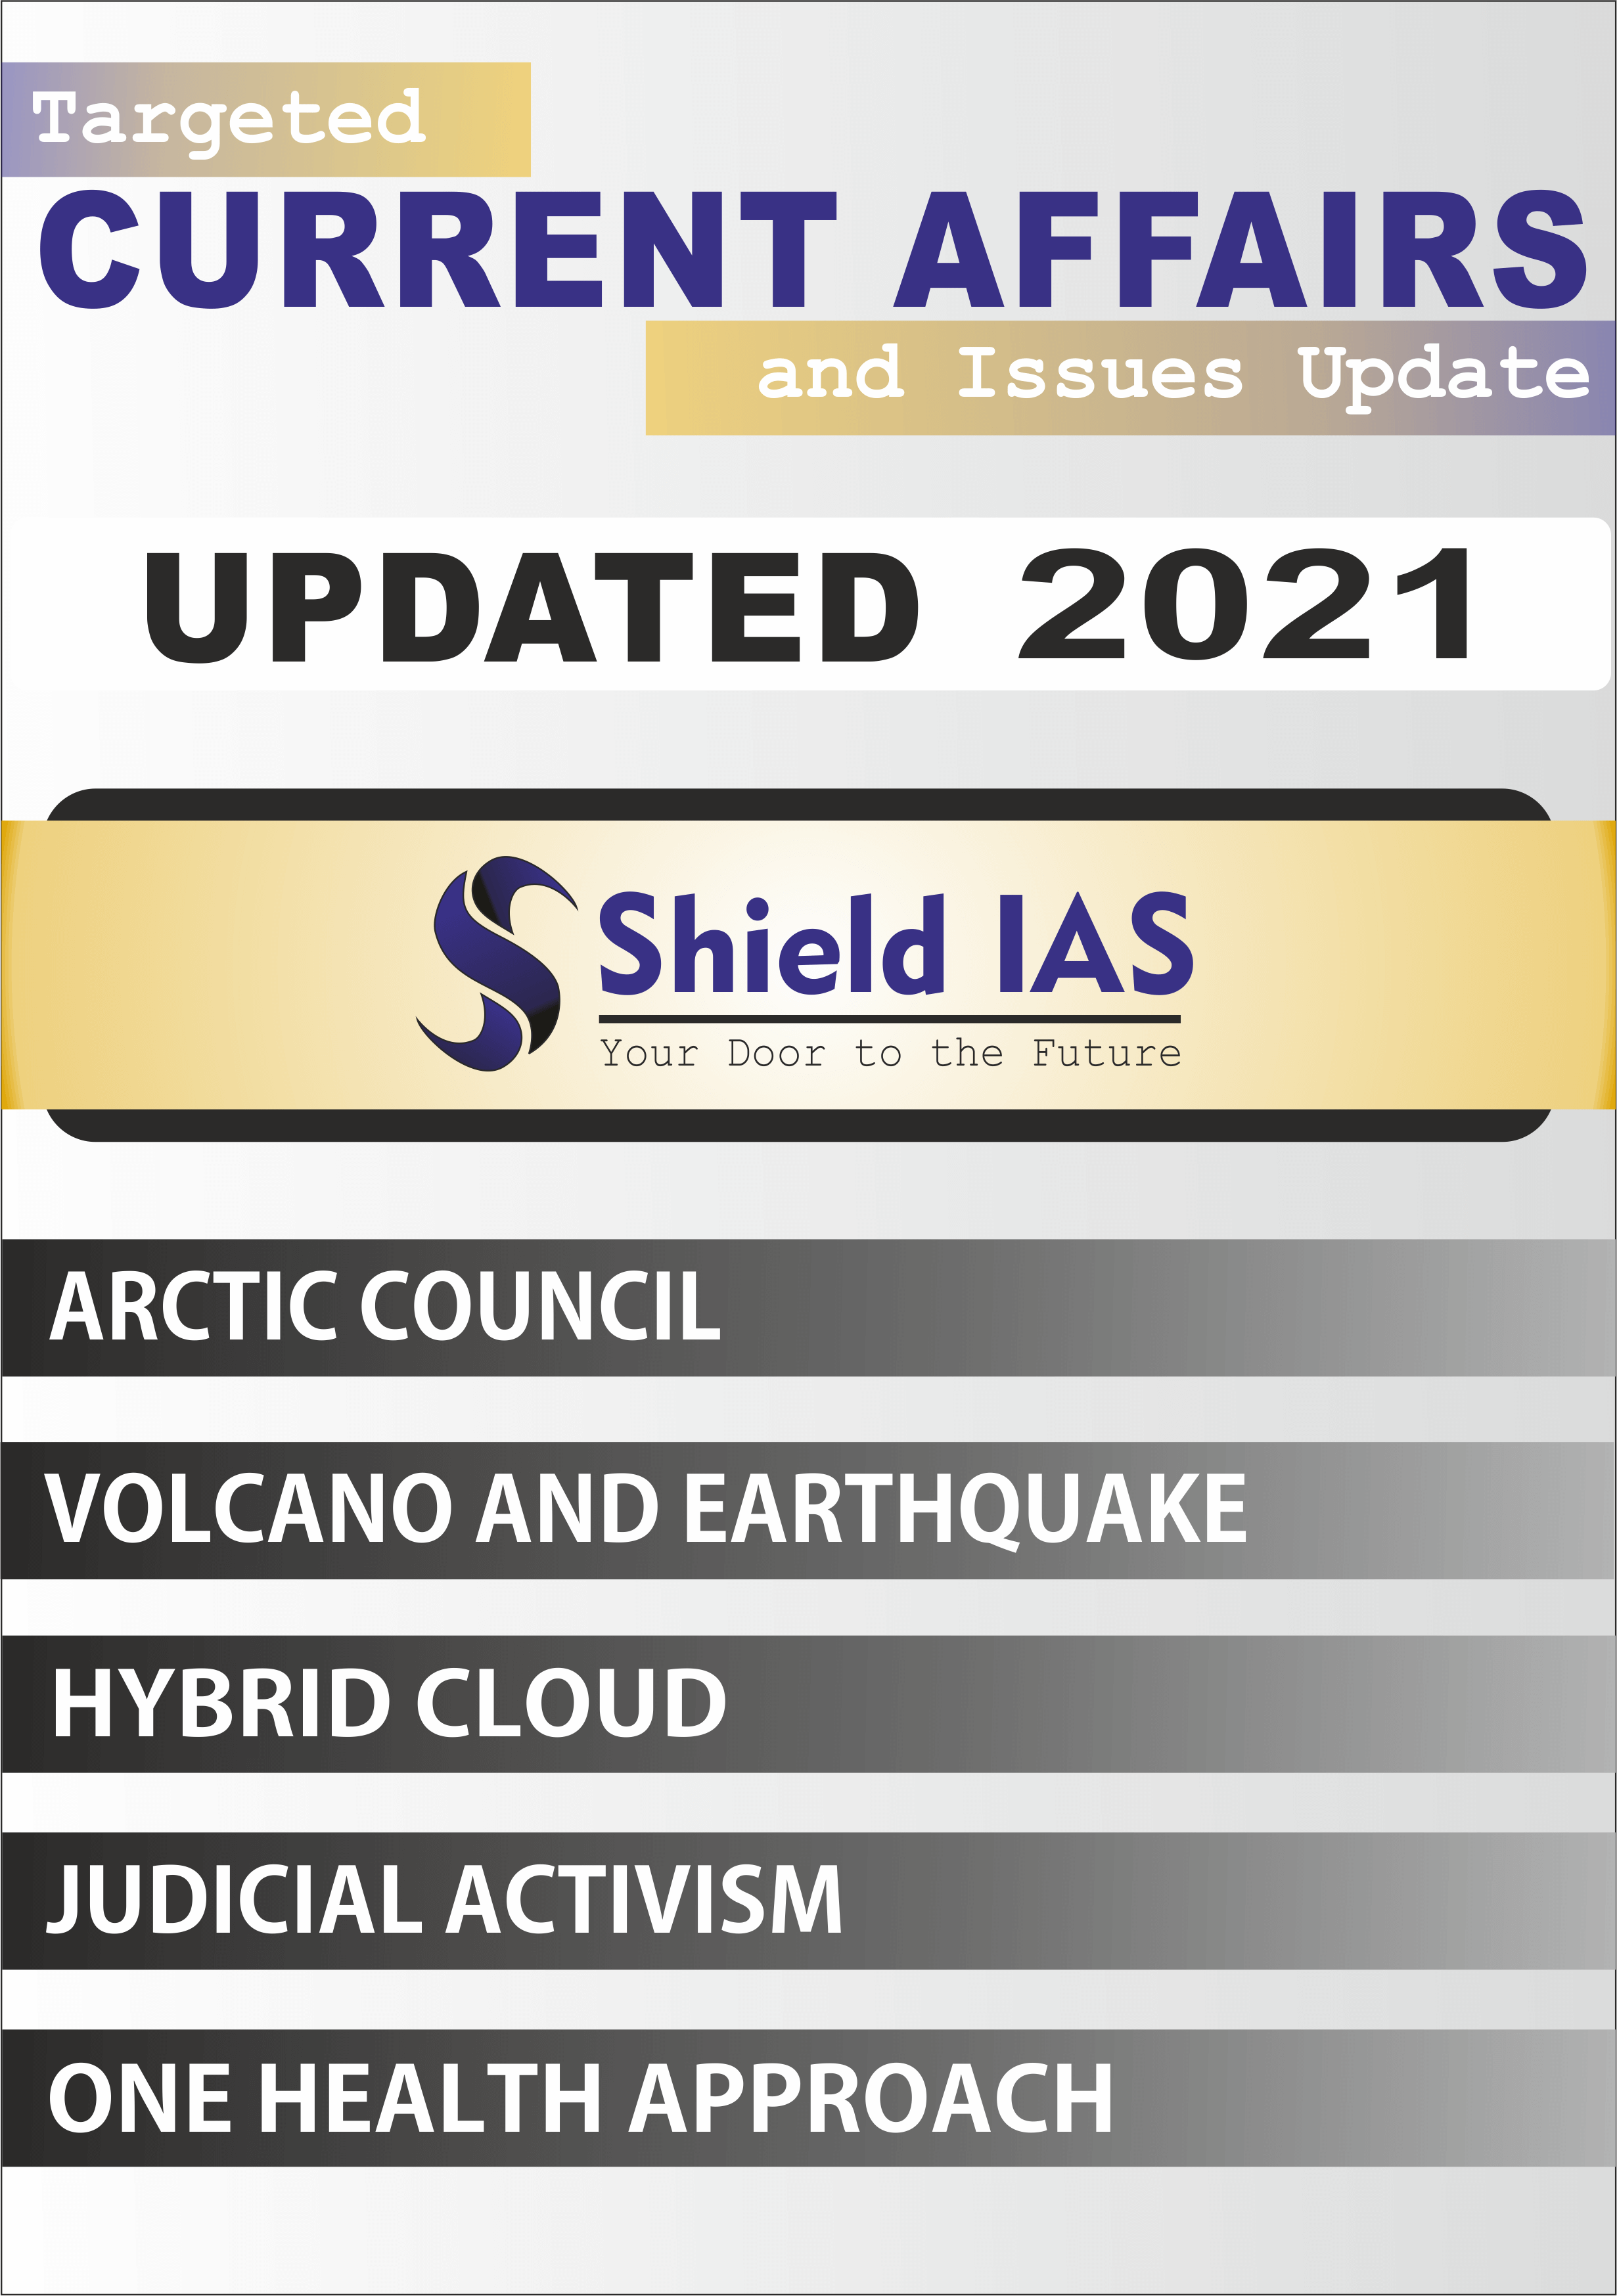 Targeted
CURRENT AFFAIRS
and Issues Update
UPDATED 2021
Shield IAS
Your Door to the Future
ARCTIC COUNCIL
VOLCANO AND EARTHQUAKE
HYBRID CLOUD
JUDICIAL ACTIVISM
ONE HEALTH APPROACH